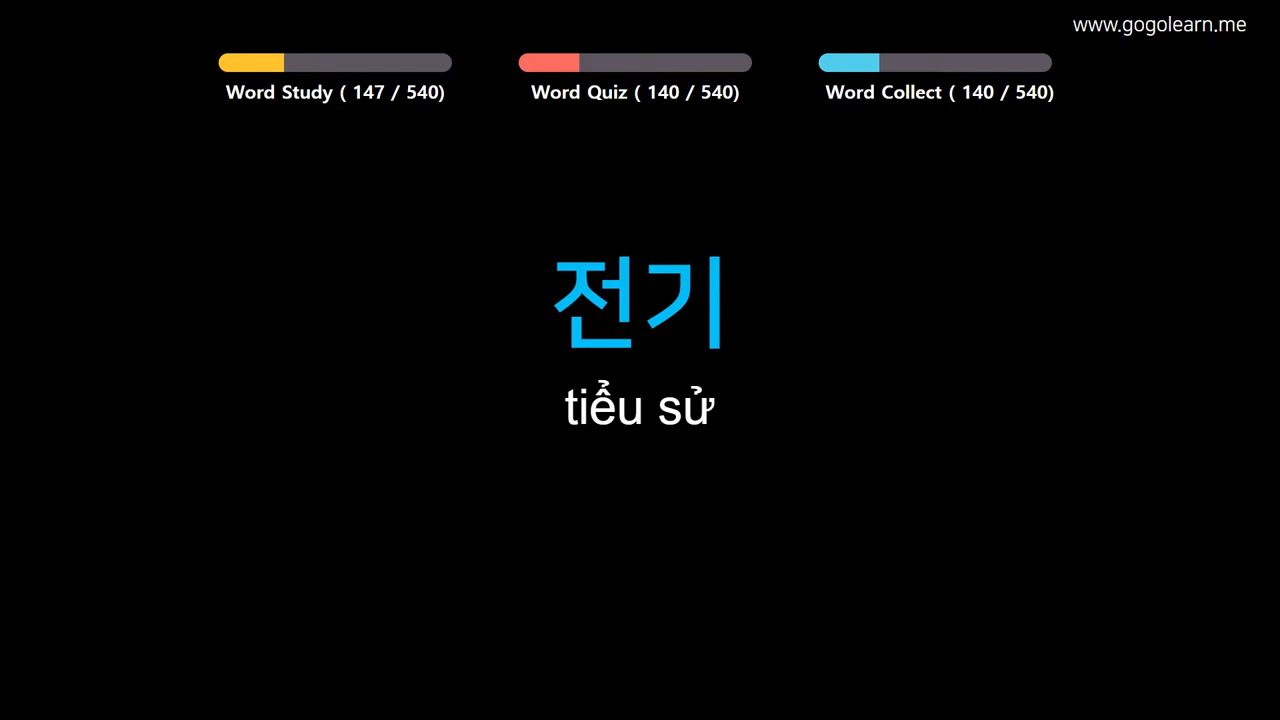 www.gogolearn.me
Word Study ( 147 / 540)
Word Quiz ( 140 / 540)
Word Collect ( 140 / 540)
전기
tiểu sử